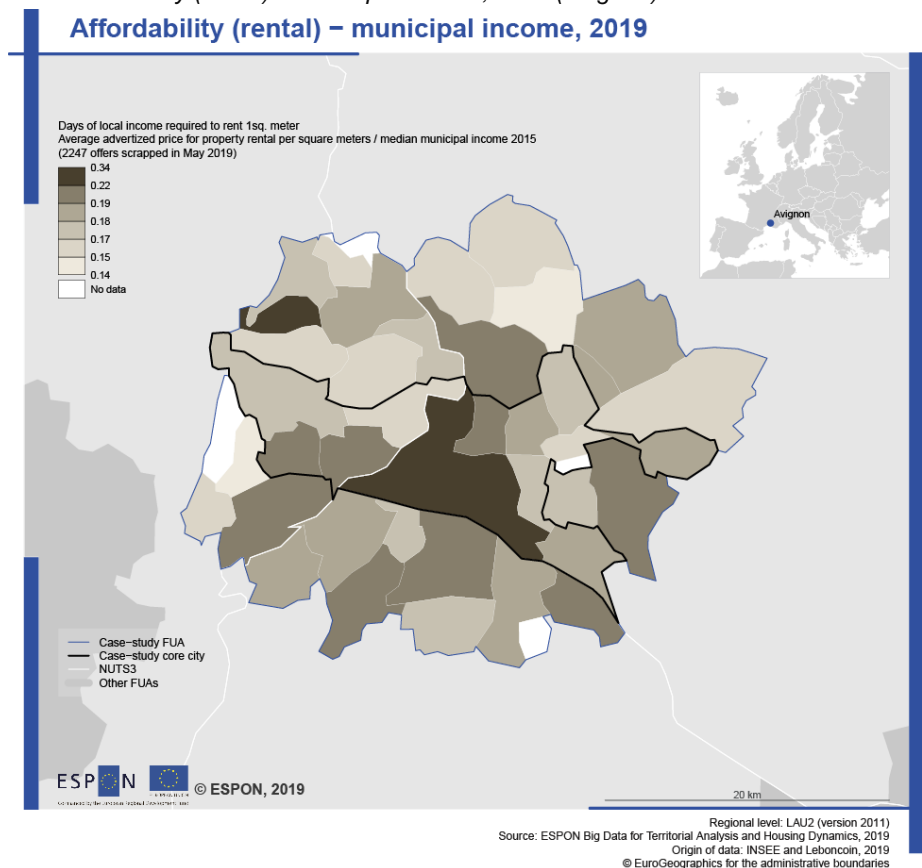 Affordability (rental) − municipal income, 2019
Days of local income required to rent 1sq. meter
Average advertized price for property rental per square meters / median municipal income 2015
(2247 offers scrapped in May 2019)
0.34
0.22
0.19
0.18
0.17
0.15
0.14
No data
Avignon
Case−study FUA
Case−study core city
NUTS3
Other FUAs
ESPON
© ESPON, 2019
20 km
Regional level: LAU2 (version 2011)
Source: ESPON Big Data for Territorial Analysis and Housing Dynamics, 2019
Origin of data: INSEE and Leboncoin, 2019
© EuroGeographics for the administrative boundaries